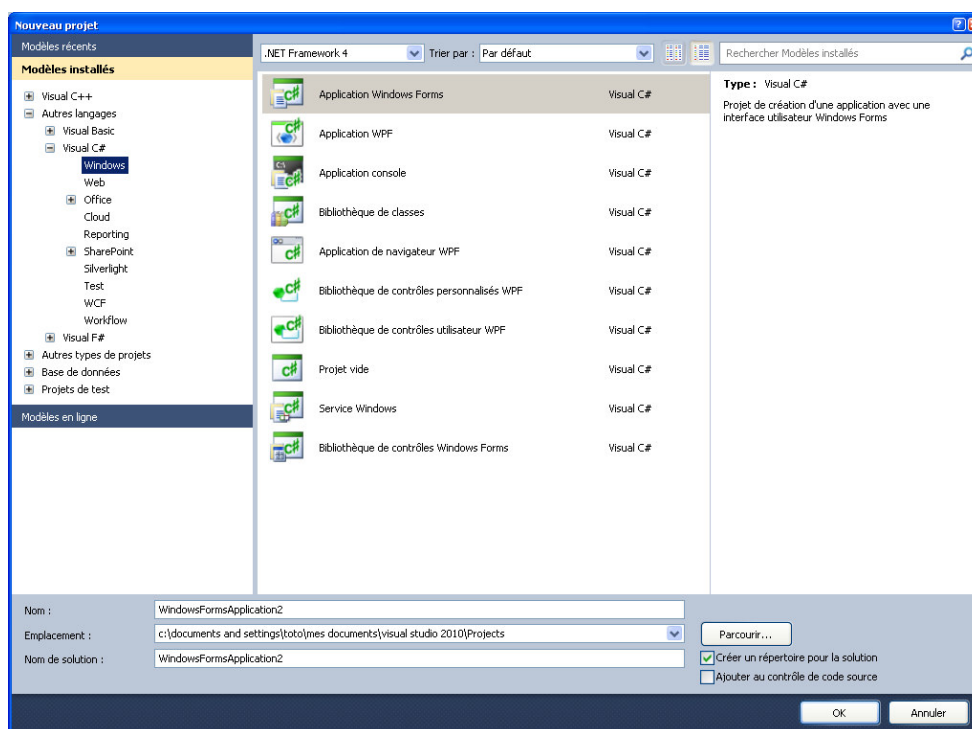 Nouveau projet
Modèles récents
Modèles installés
Visual C++
Autres langages
Visual Basic
Visual C#
Windows
Web
Office
Cloud
Reporting
SharePoint
Silverlight
Test
WCF
Workflow
Visual F#
Autres types de projets
Base de données
Projets de test
Modèles en ligne
.NET Framework 4 Trier par : Par défaut
Application Windows Forms Visual C#
Application WPF Visual C#
Application console Visual C#
Bibliothèque de classes Visual C#
Application de navigateur WPF Visual C#
Bibliothèque de contrôles personnalisés WPF Visual C#
Bibliothèque de contrôles utilisateur WPF Visual C#
Projet vide Visual C#
Service Windows Visual C#
Bibliothèque de contrôles Windows Forms Visual C#
Rechercher Modèles installés
Type : Visual C#
Projet de création d'une application avec une
interface utilisateur Windows Forms
Nom : WindowsFormsApplication2
Emplacement : c:\documents and settings\toto\mes documents\visual studio 2010\Projects
Nom de solution : WindowsFormsApplication2
Parcourir...
Créer un répertoire pour la solution
Ajouter au contrôle de code source
OK Annuler